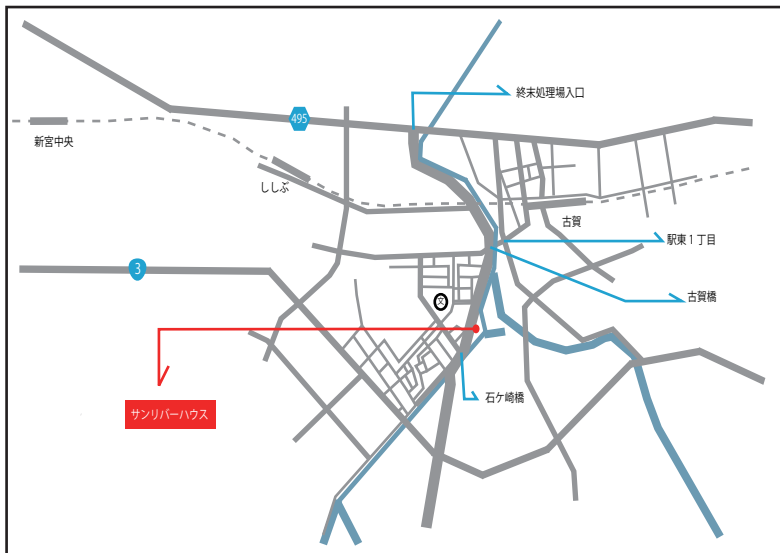 終末処理場入口
495
新宮中央
ししぶ
古賀
駅東1丁目
3
古賀橋
文
石ケ崎橋
サンリバーハウス